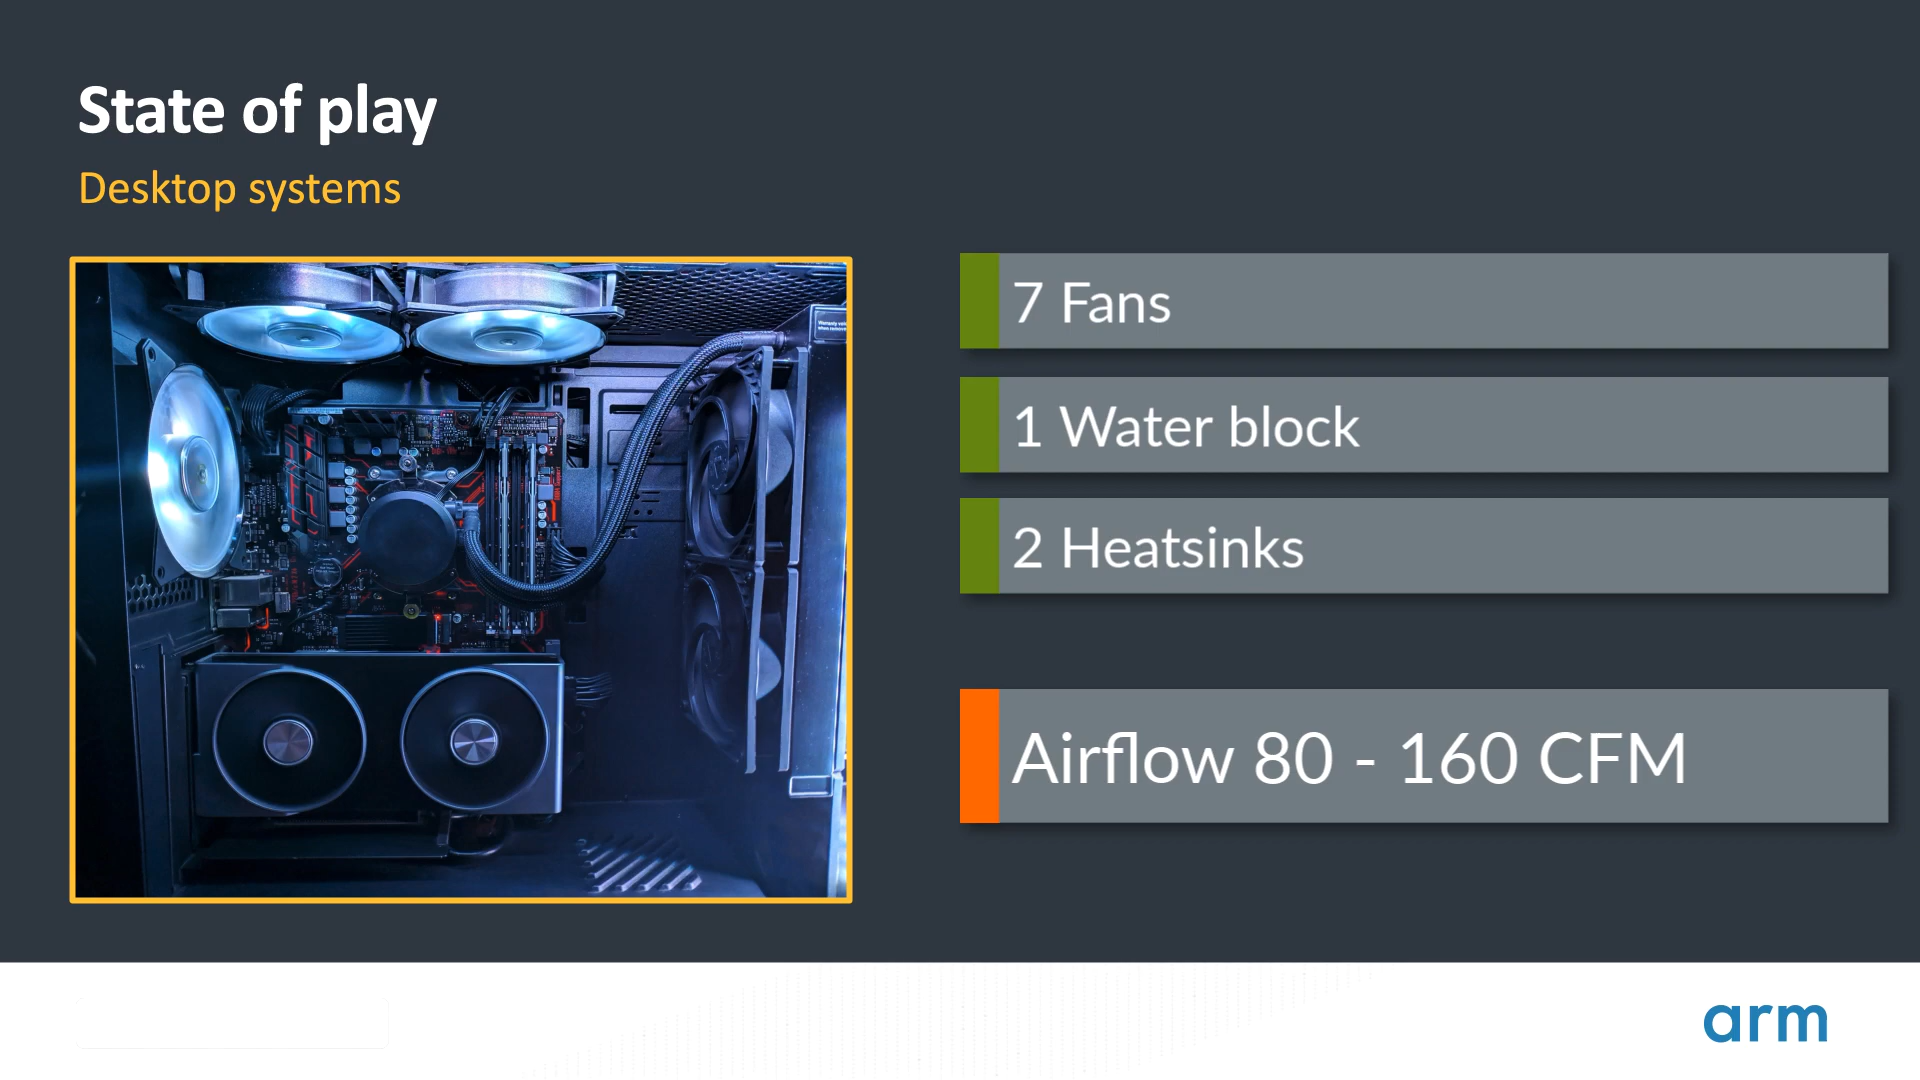 State of play
Desktop systems
7 Fans
1 Water block
2 Heatsinks
Airflow 80 - 160 CFM
arm